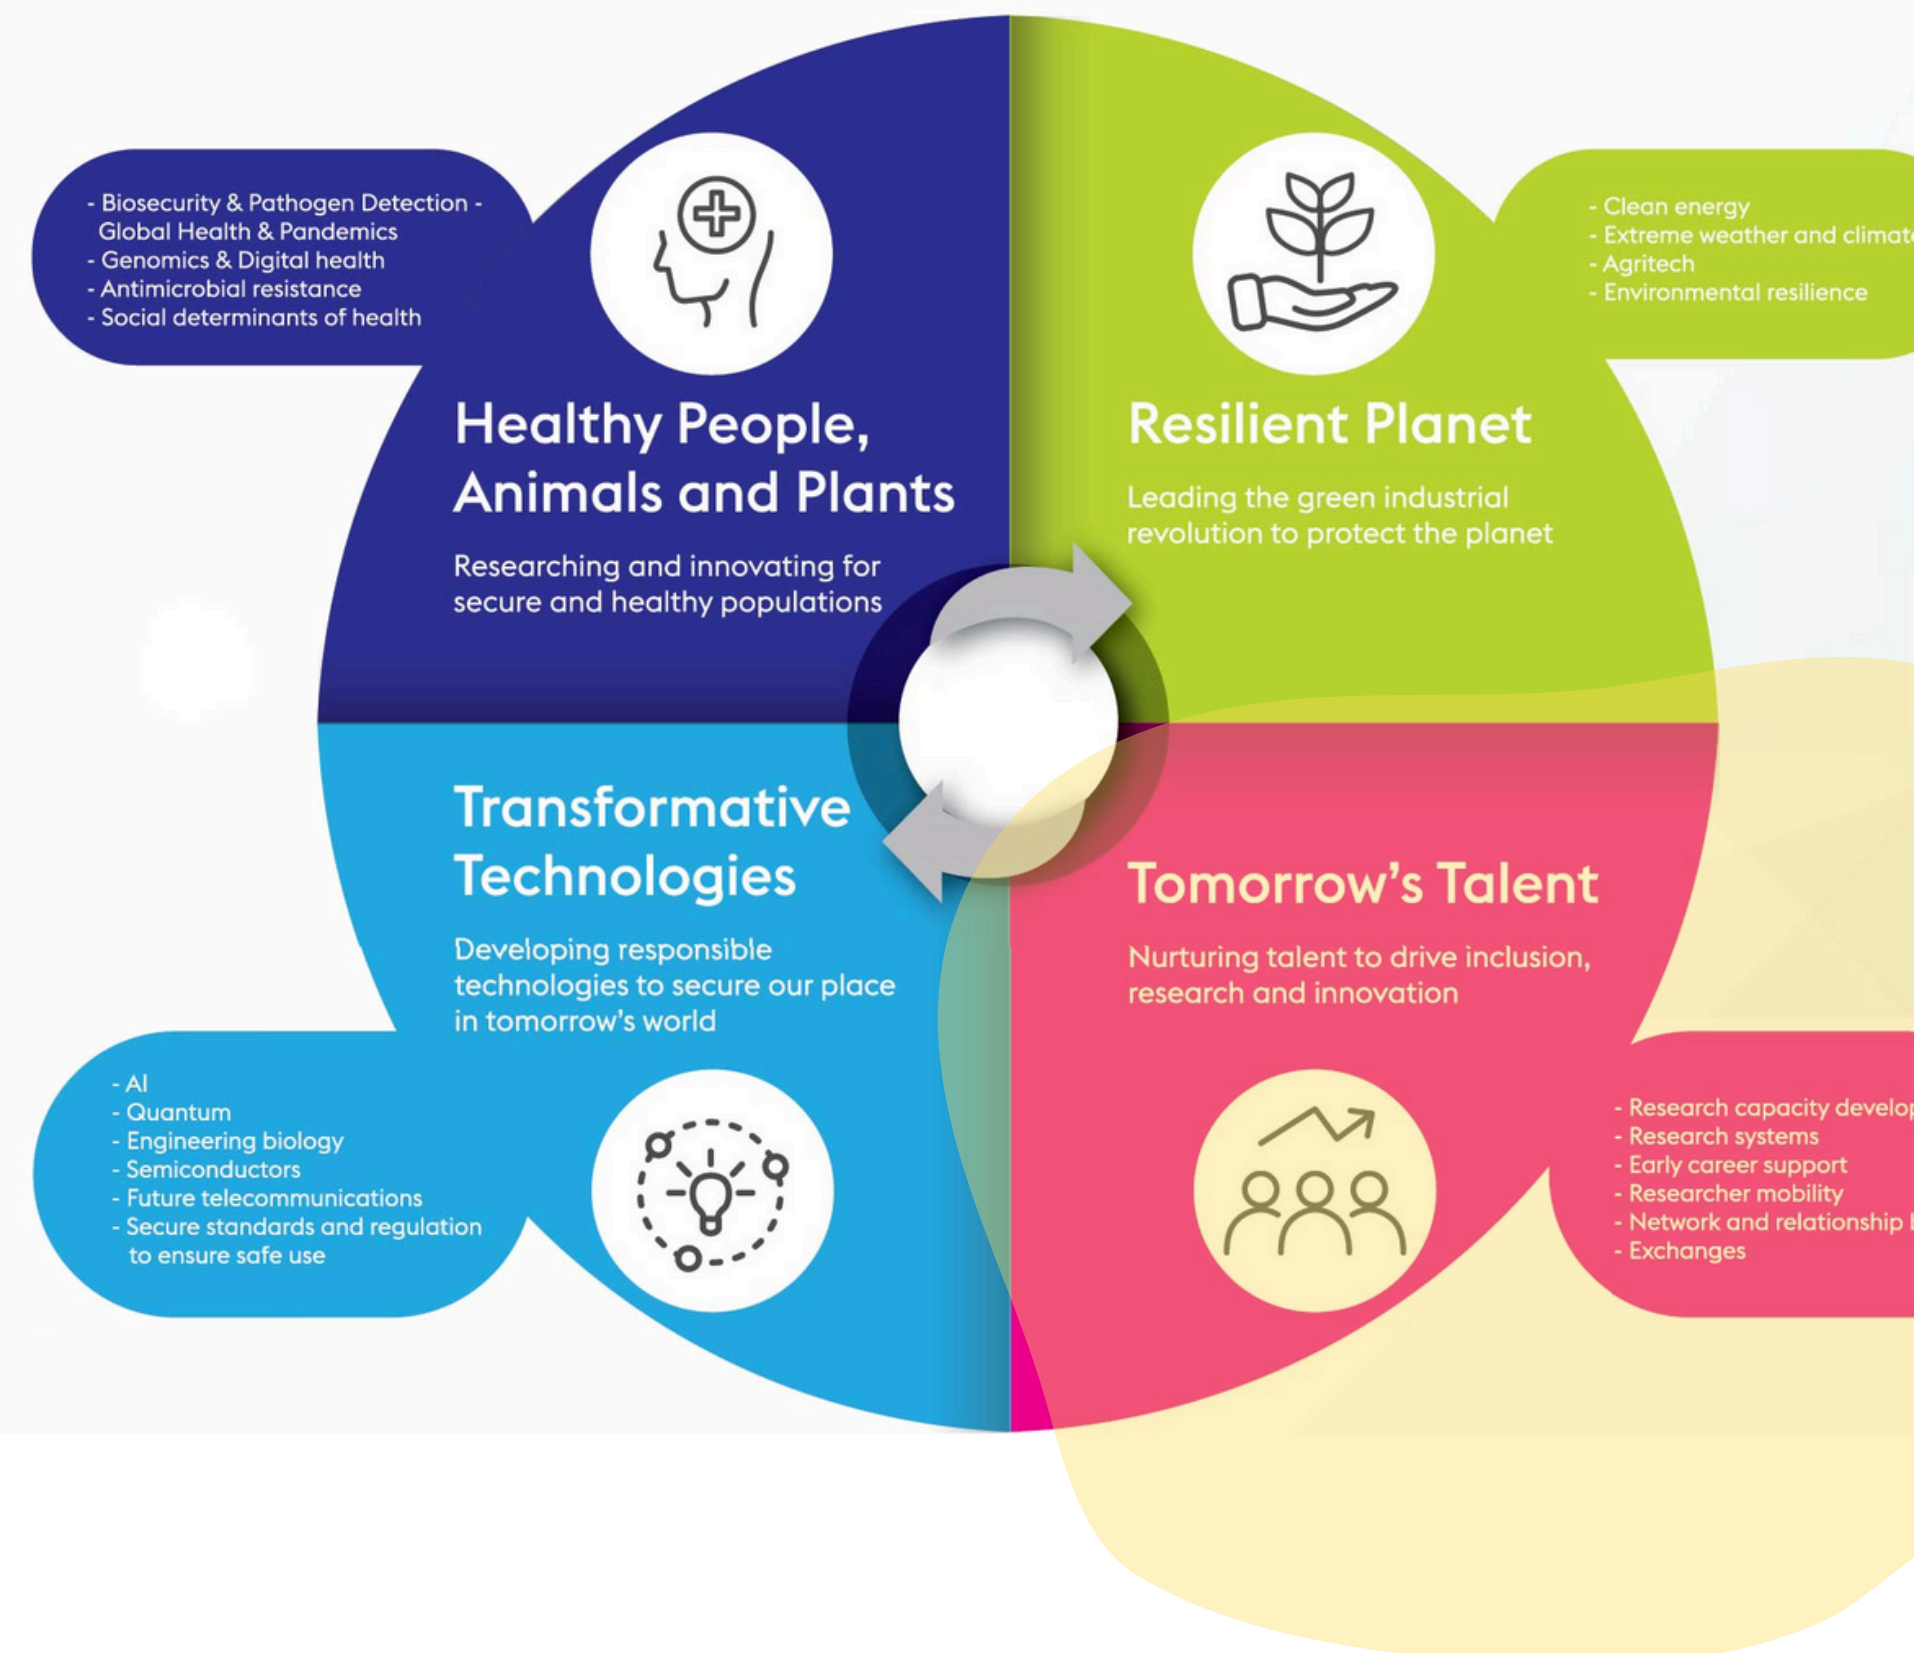 - Biosecurity & Pathogen Detection -
Global Health & Pandemics
- Genomics & Digital health
- Antimicrobial resistance
- Social determinants of health
Healthy People,
Animals and Plants
Researching and innovating for
secure and healthy populations
- Clean energy
- Extreme weather and climate
- Agritech
- Environmental resilience
Resilient Planet
Leading the green industrial
revolution to protect the planet
Transformative
Technologies
Developing responsible
technologies to secure our place
in tomorrow's world
- AI
- Quantum
- Engineering biology
- Semiconductors
- Future telecommunications
- Secure standards and regulation
to ensure safe use
Tomorrow's Talent
Nurturing talent to drive inclusion,
research and innovation
- Research capacity
- Research systems
- Early career support
- Researcher mobility
- Network and relationship
- Exchanges